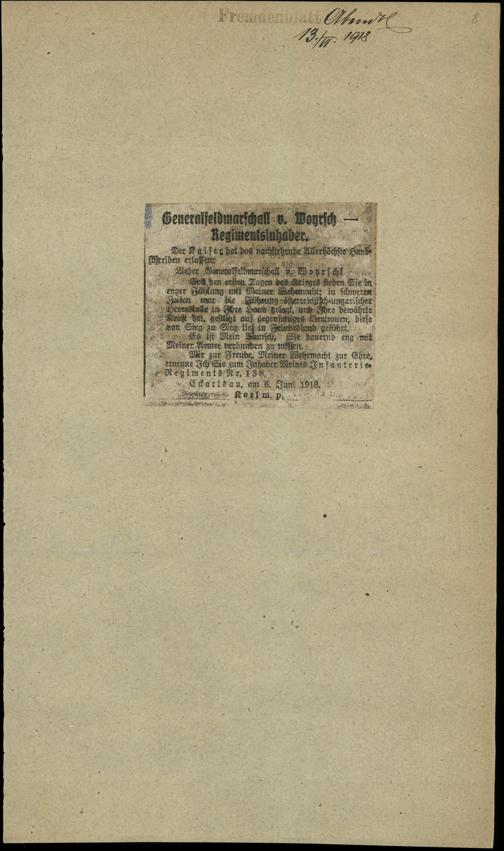 Fremdenblatt Abendbl
13./VI. 1918
8
Generalfeldmarschall v. Woyrsch —
Regimentsinhaber.
Der Kaiser hat das nachstehende Allerhöchste Hand-
schreiben erlassen:
Lieber Generalfeldmarschall v. Woyrsch!
Seit den ersten Tagen des Krieges stehen Sie in
enger Fühlung mit Meiner Wehrmacht; in schweren
Zeiten war die Führung österreichisch-ungarischer
Heeresteile in Ihre Hand gelegt, und Ihre bewährte
Kraft hat, gestützt auf gegenseitiges Vertrauen, diese
von Sieg zu Sieg tief in Feindesland geführt.
Es ist Mein Wunsch, Sie dauernd eng mit
Meiner Armee verbunden zu wissen.
Mir zur Freude, Meiner Wehrmacht zur Ehre,
ernenne Ich Sie zum Inhaber Meines Infanterie-
Regiments Nr. 138.
Eckartsau, am 6. Juni 1918.
Karl m. p.